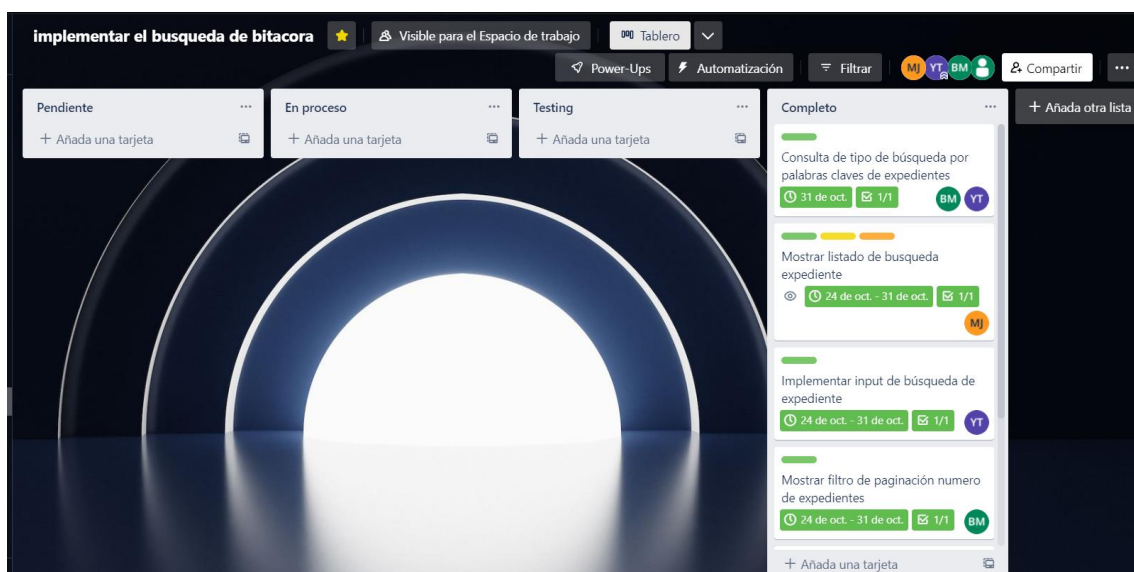 implementar el busqueda de bitacora
Visible para el Espacio de trabajo
Tablero
Power-Ups
Automatización
Filtrar
MJ
YT
BM
Compartir
Pendiente
+ Añada una tarjeta
En proceso
+ Añada una tarjeta
Testing
+ Añada una tarjeta
Completo
Consulta de tipo de búsqueda por
palabras claves de expedientes
31 de oct.
1/1
BM
YT
Mostrar listado de busqueda
expediente
24 de oct. - 31 de oct.
1/1
MJ
Implementar input de búsqueda de
expediente
24 de oct. - 31 de oct.
1/1
YT
Mostrar filtro de paginación numero
de expedientes
24 de oct. - 31 de oct.
1/1
BM
+ Añada una tarjeta
+ Añada otra lista